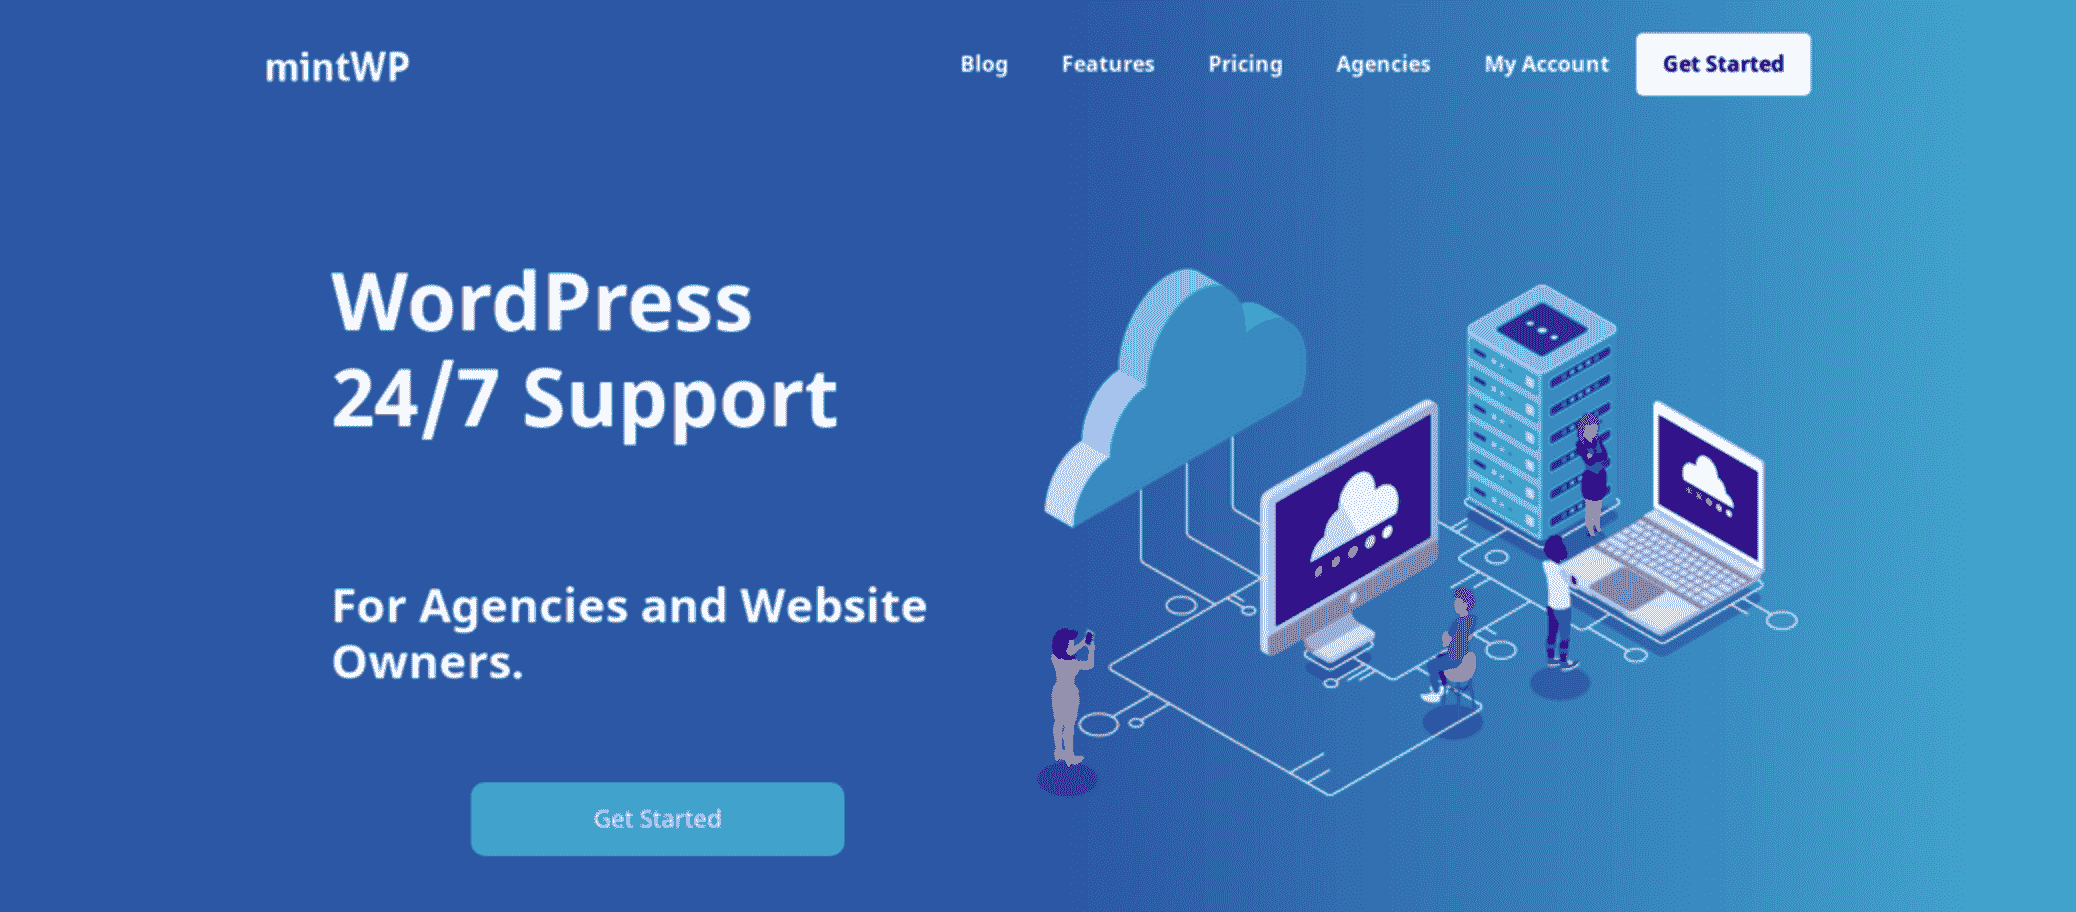 mintWP
Blog
Features
Pricing
Agencies
My Account
Get Started
WordPress
24/7 Support
For Agencies and Website
Owners.
Get Started